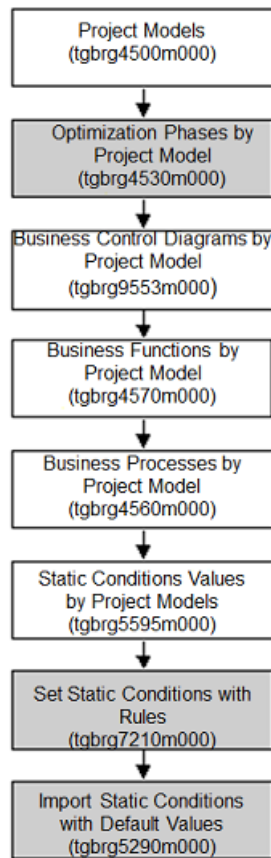 Project Models
(tgbrg4500m000)
Optimization Phases by
Project Model
(tgbrg4530m000)
Business Control Diagrams by
Project Model
(tgbrg9553m000)
Business Functions by
Project Model
(tgbrg4570m000)
Business Processes by
Project Model
(tgbrg4560m000)
Static Conditions Values
by Project Models
(tgbrg5595m000)
Set Static Conditions with
Rules
(tgbrg7210m000)
Import Static Conditions
with Default Values
(tgbrg5290m000)